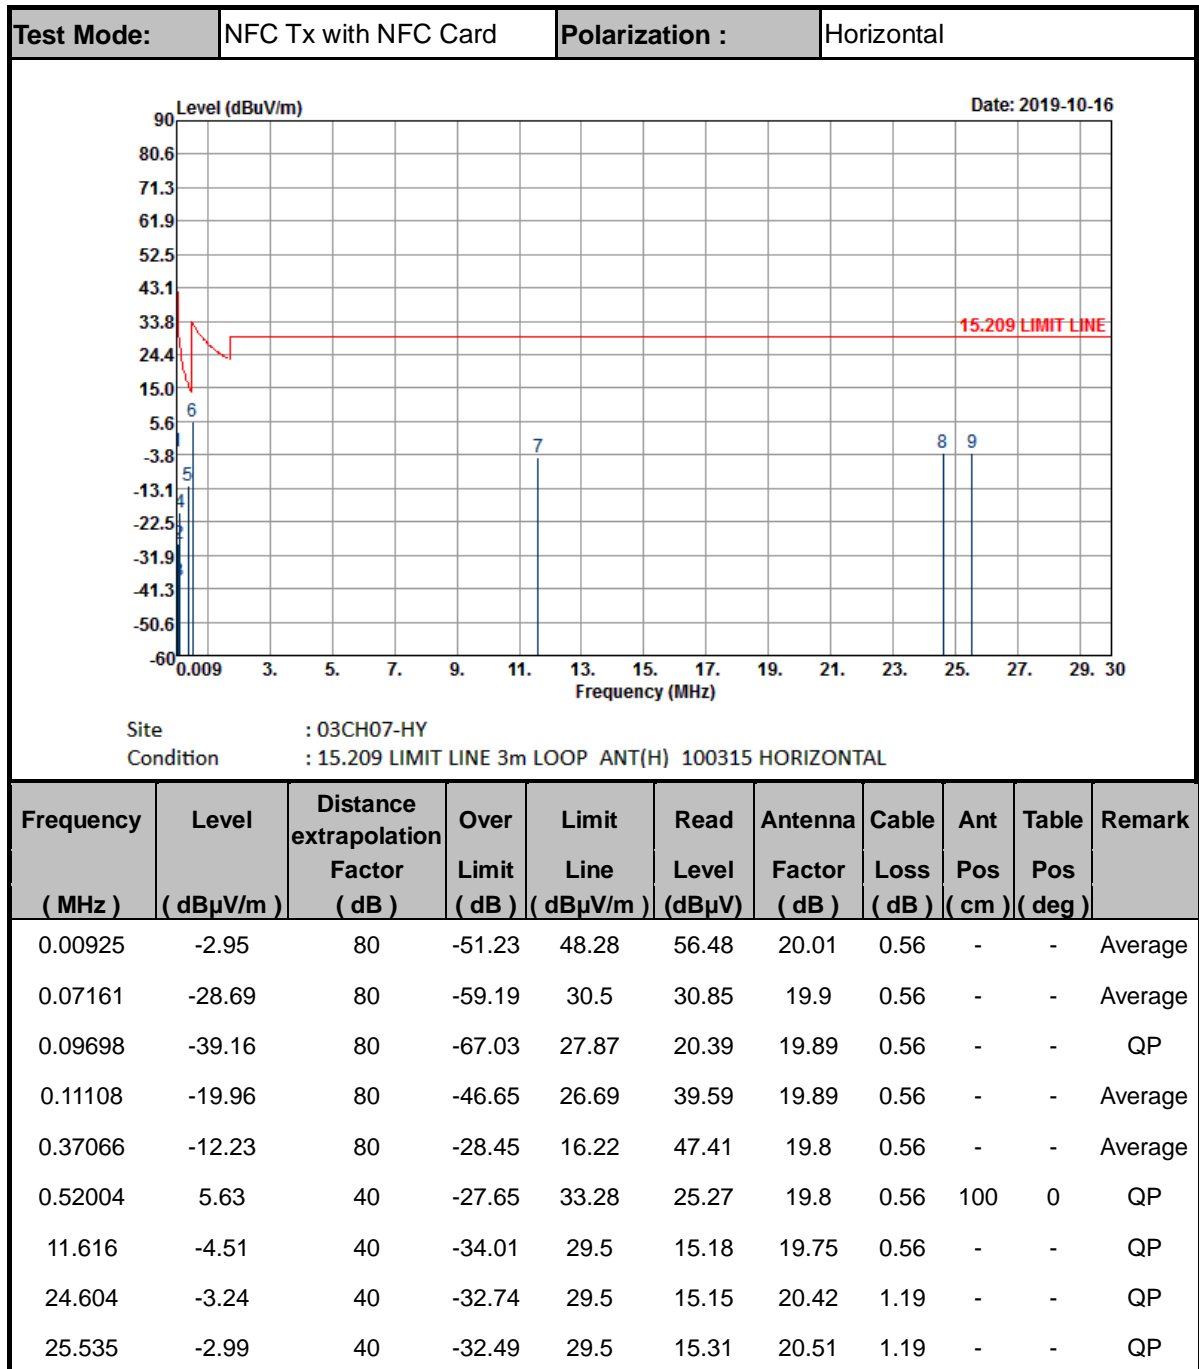 Test Mode: NFC Tx with NFC Card Polarization : Horizontal
Level (dBuV/m) Date: 2019-10-16
90
80.6
71.3
61.9
52.5
43.1
33.8
15.209 LIMIT LINE
24.4
15.0
6
5.6
7 8 9
-3.8
5
-13.1
4
-22.5
2
-31.9
3
-41.3
-50.6
-60
0.009 3. 5. 7. 9. 11. 13. 15. 17. 19. 21. 23. 25. 27. 29. 30
Frequency (MHz)
Site : 03CH07-HY
Condition : 15.209 LIMIT LINE 3m LOOP ANT(H) 100315 HORIZONTAL
Frequency Level Distance extrapolation Over Limit Read Antenna Cable Ant Table Remark
Factor Limit Line Level Factor Loss Pos Pos
( MHz ) ( dBµV/m ) ( dB ) ( dB ) ( dBµV/m ) (dBµV) ( dB ) ( dB ) ( cm ) ( deg )
0.00925 -2.95 80 -51.23 48.28 56.48 20.01 0.56 - - Average
0.07161 -28.69 80 -59.19 30.5 30.85 19.9 0.56 - - Average
0.09698 -39.16 80 -67.03 27.87 20.39 19.89 0.56 - - QP
0.11108 -19.96 80 -46.65 26.69 39.59 19.89 0.56 - - Average
0.37066 -12.23 80 -28.45 16.22 47.41 19.8 0.56 - - Average
0.52004 5.63 40 -27.65 33.28 25.27 19.8 0.56 100 0 QP
11.616 -4.51 40 -34.01 29.5 15.18 19.75 0.56 - - QP
24.604 -3.24 40 -32.74 29.5 15.15 20.42 1.19 - - QP
25.535 -2.99 40 -32.49 29.5 15.31 20.51 1.19 - - QP